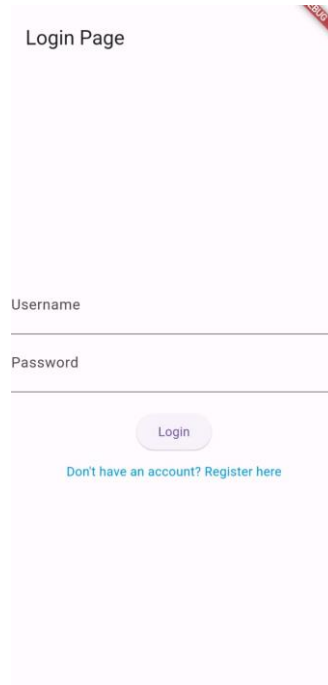 Login Page
Username
Password
Login
Don't have an account? Register here